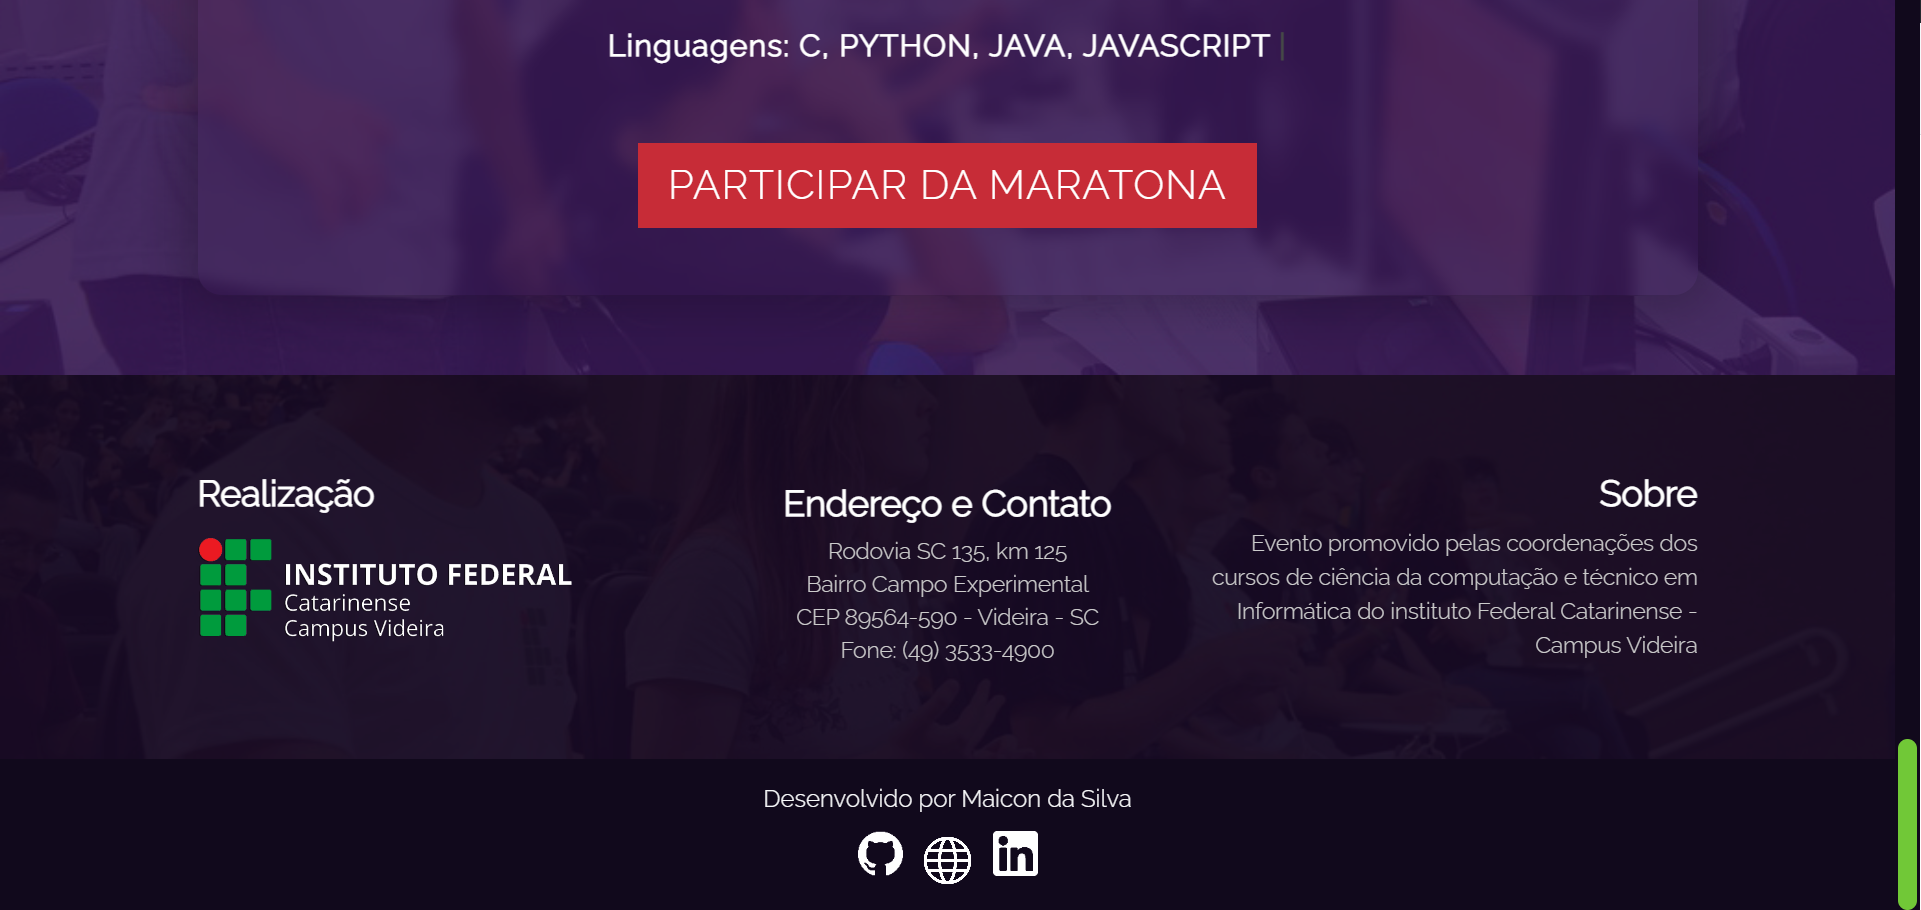 Linguagens: C, PYTHON, JAVA, JAVASCRIPT |
PARTICIPAR DA MARATONA
Realização
INSTITUTO FEDERAL
Catarinense
Campus Videira
Endereço e Contato
Rodovia SC 135, km 125
Bairro Campo Experimental
CEP 89564-590 - Videira - SC
Fone: (49) 3533-4900
Sobre
Evento promovido pelas coordenações dos
cursos de ciência da computação e técnico em
Informática do instituto Federal Catarinense -
Campus Videira
Desenvolvido por Maicon da Silva
in